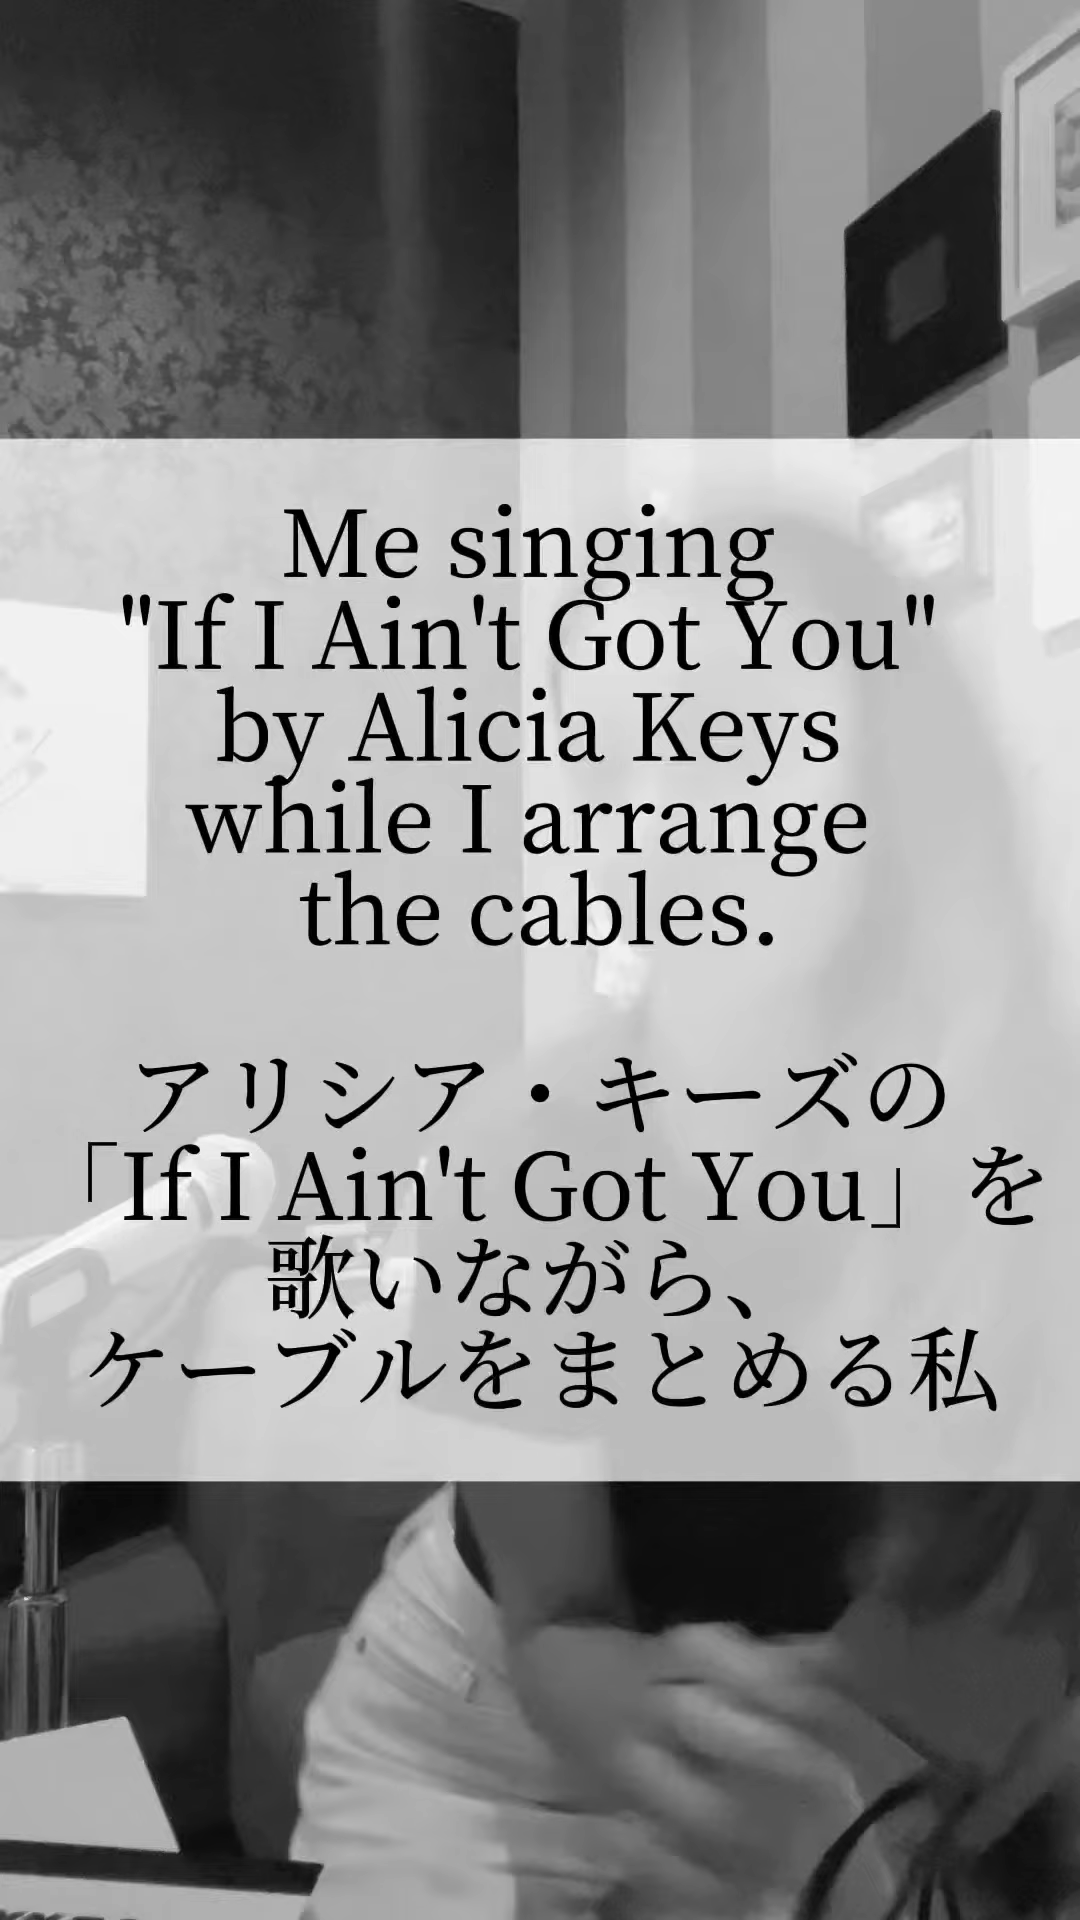 Me singing
"If I Ain't Got You"
by Alicia Keys
while I arrange
the cables.
アリシア・キーズの
「If I Ain't Got You」を
歌いながら、
ケーブルをまとめる私